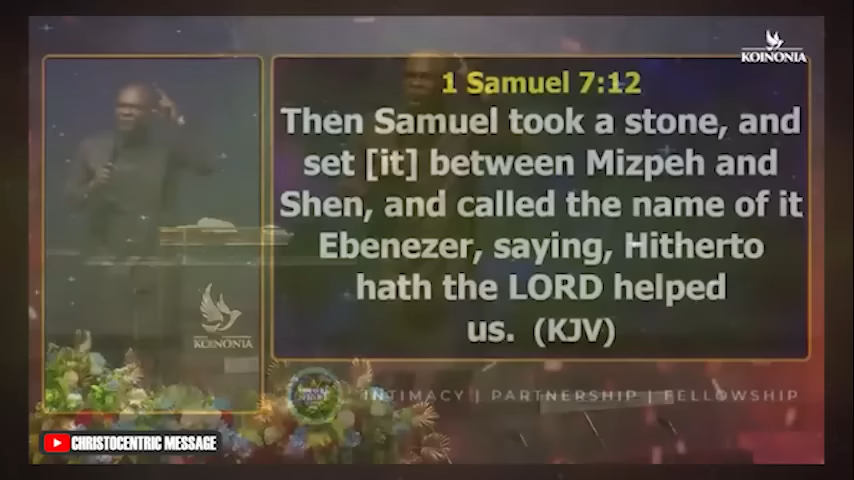 KOINONIA
1 Samuel 7:12
Then Samuel took a stone, and
set [it] between Mizpeh and
Shen, and called the name of it
Ebenezer, saying, Hitherto
hath the LORD helped
us. (KJV)
KOINONIA
INTIMACY | PARTNERSHIP | FELLOWSHIP
CHRISTOCENTRIC MESSAGE